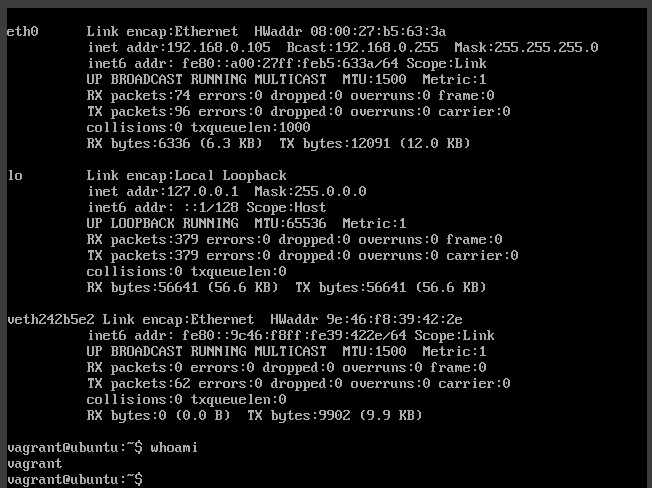 eth0      Link encap:Ethernet  HWaddr 08:00:27:b5:63:3a
          inet addr:192.168.0.105  Bcast:192.168.0.255  Mask:255.255.255.0
          inet6 addr: fe80::a00:27ff:feb5:633a/64 Scope:Link
          UP BROADCAST RUNNING MULTICAST  MTU:1500  Metric:1
          RX packets:74 errors:0 dropped:0 overruns:0 frame:0
          TX packets:96 errors:0 dropped:0 overruns:0 carrier:0
          collisions:0 txqueuelen:1000
          RX bytes:6336 (6.3 KB)  TX bytes:12091 (12.0 KB)
lo        Link encap:Local Loopback
          inet addr:127.0.0.1  Mask:255.0.0.0
          inet6 addr: ::1/128 Scope:Host
          UP LOOPBACK RUNNING  MTU:65536  Metric:1
          RX packets:379 errors:0 dropped:0 overruns:0 frame:0
          TX packets:379 errors:0 dropped:0 overruns:0 carrier:0
          collisions:0 txqueuelen:0
          RX bytes:56641 (56.6 KB)  TX bytes:56641 (56.6 KB)
veth242b5e2 Link encap:Ethernet  HWaddr 9e:46:f8:39:42:2e
          inet6 addr: fe80::9c46:f8ff:fe39:422e/64 Scope:Link
          UP BROADCAST RUNNING MULTICAST  MTU:1500  Metric:1
          RX packets:0 errors:0 dropped:0 overruns:0 frame:0
          TX packets:62 errors:0 dropped:0 overruns:0 carrier:0
          collisions:0 txqueuelen:0
          RX bytes:0 (0.0 B)  TX bytes:9902 (9.9 KB)
vagrant@ubuntu:~$ whoami
vagrant
vagrant@ubuntu:~$